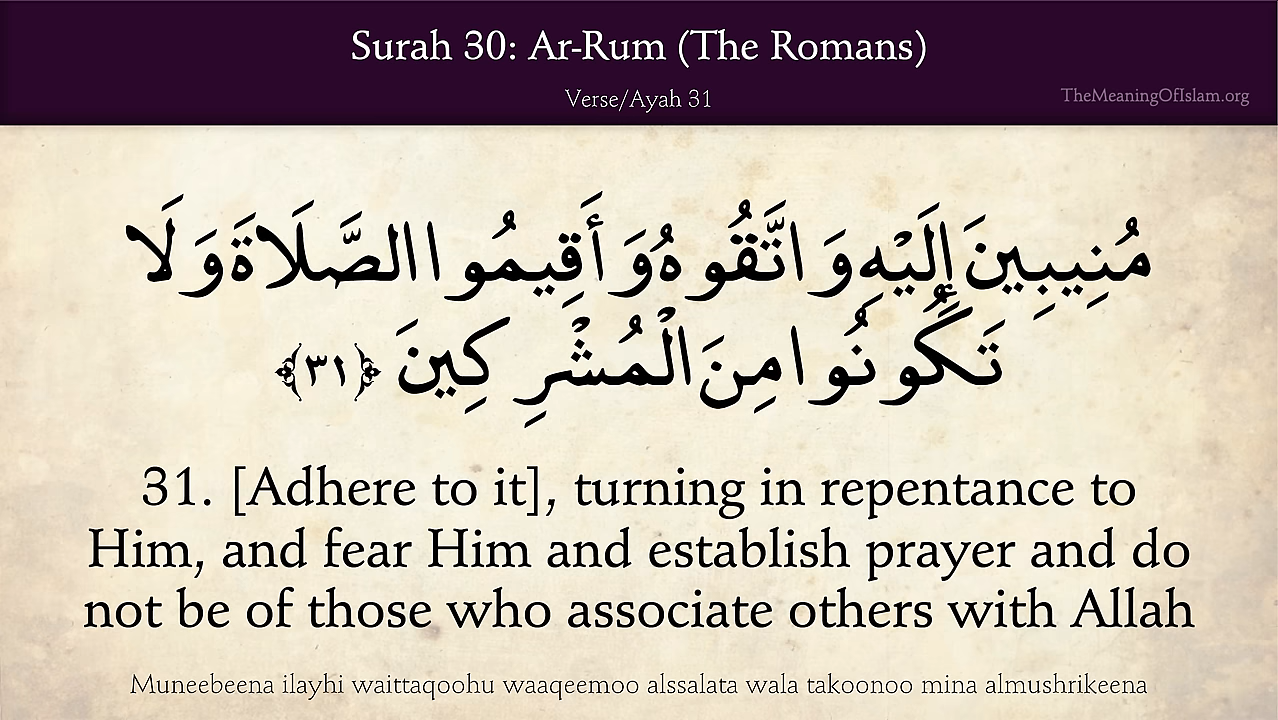 Surah 30: Ar-Rum (The Romans)
Verse/Ayah 31
TheMeaningOfIslam.org
مُنِيبِينَ إِلَيْهِ وَاتَّقُوهُ وَأَقِيمُوا الصَّلَاةَ وَلَا
تَكُونُوا مِنَ الْمُشْرِكِينَ ﴿٣١﴾
31. [Adhere to it], turning in repentance to
Him, and fear Him and establish prayer and do
not be of those who associate others with Allah
Muneebeena ilayhi waittaqoohu waaqeemoo alssalata wala takoonoo mina almushrikeena